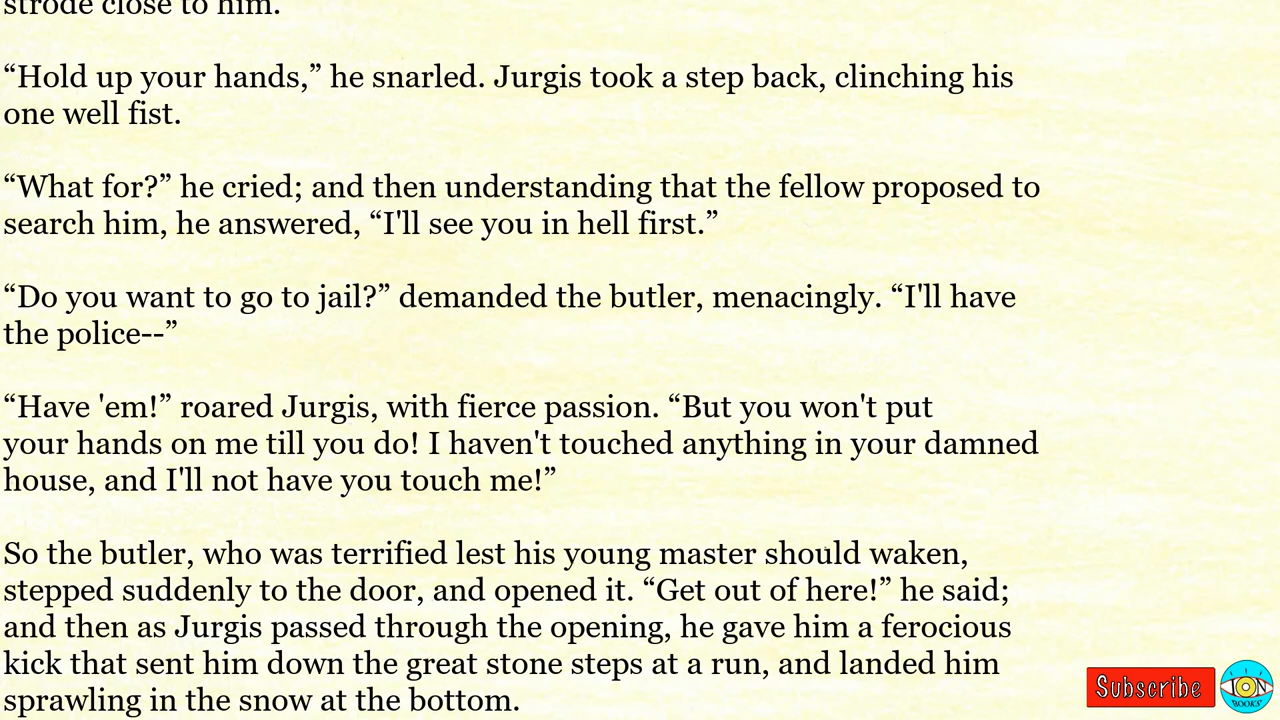 strode close to him.
“Hold up your hands,” he snarled. Jurgis took a step back, clinching his
one well fist.
“What for?” he cried; and then understanding that the fellow proposed to
search him, he answered, “I'll see you in hell first.”
“Do you want to go to jail?” demanded the butler, menacingly. “I'll have
the police--”
“Have 'em!” roared Jurgis, with fierce passion. “But you won't put
your hands on me till you do! I haven't touched anything in your damned
house, and I'll not have you touch me!”
So the butler, who was terrified lest his young master should waken,
stepped suddenly to the door, and opened it. “Get out of here!” he said;
and then as Jurgis passed through the opening, he gave him a ferocious
kick that sent him down the great stone steps at a run, and landed him
sprawling in the snow at the bottom.
Subscribe
ION
BOOKS